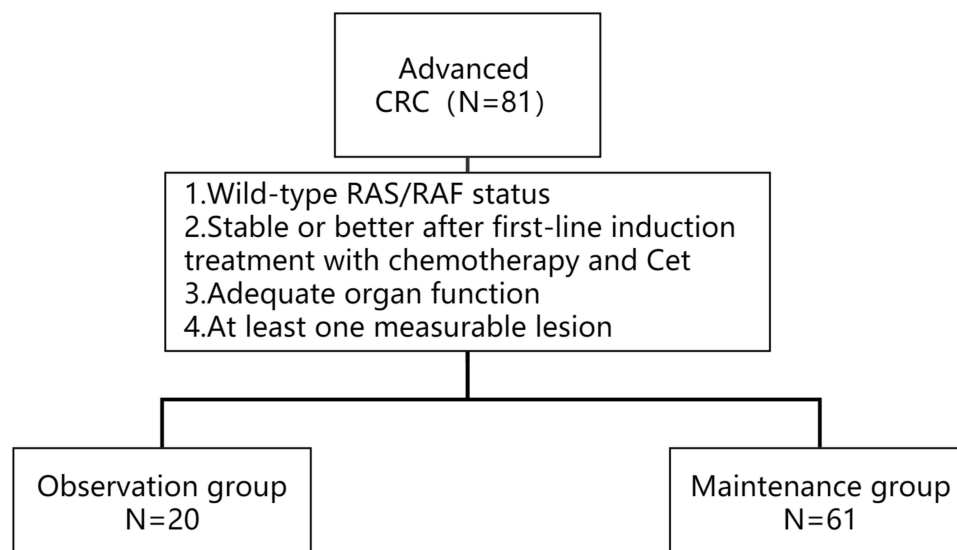 Advanced
CRC（N=81）
1.Wild-type RAS/RAF status
2.Stable or better after first-line induction
treatment with chemotherapy and Cet
3.Adequate organ function
4.At least one measurable lesion
Observation group
N=20
Maintenance group
N=61